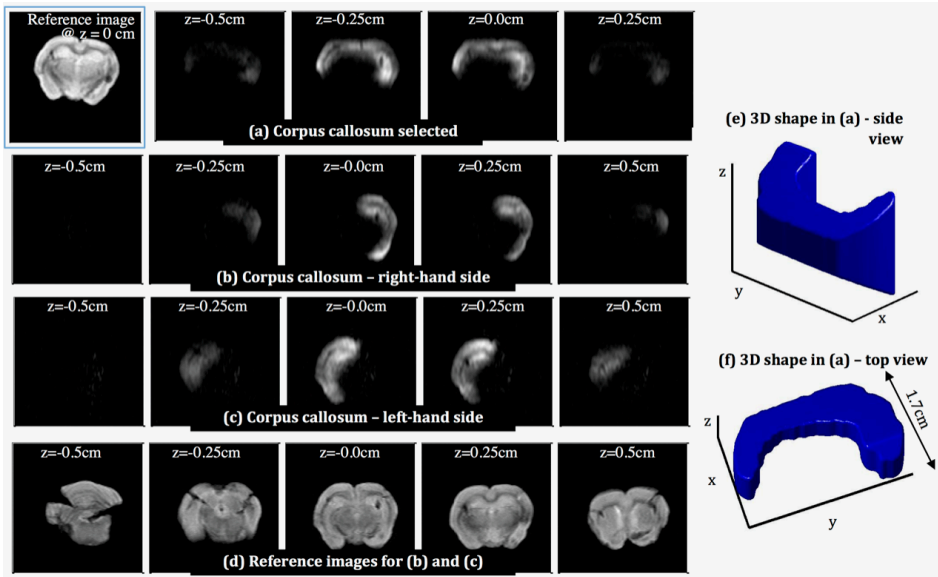 Reference image
@ z = 0 cm
z=-0.5cm
z=-0.25cm
z=0.0cm
z=0.25cm
(a) Corpus callosum selected
z=-0.5cm
z=-0.25cm
z=-0.0cm
z=0.25cm
z=0.5cm
(b) Corpus callosum – right-hand side
z=-0.5cm
z=-0.25cm
z=-0.0cm
z=0.25cm
z=0.5cm
(c) Corpus callosum – left-hand side
z=-0.5cm
z=-0.25cm
z=-0.0cm
z=0.25cm
z=0.5cm
(d) Reference images for (b) and (c)
(e) 3D shape in (a) - side
view
z
y
x
(f) 3D shape in (a) – top view
1.7cm
z
x
y